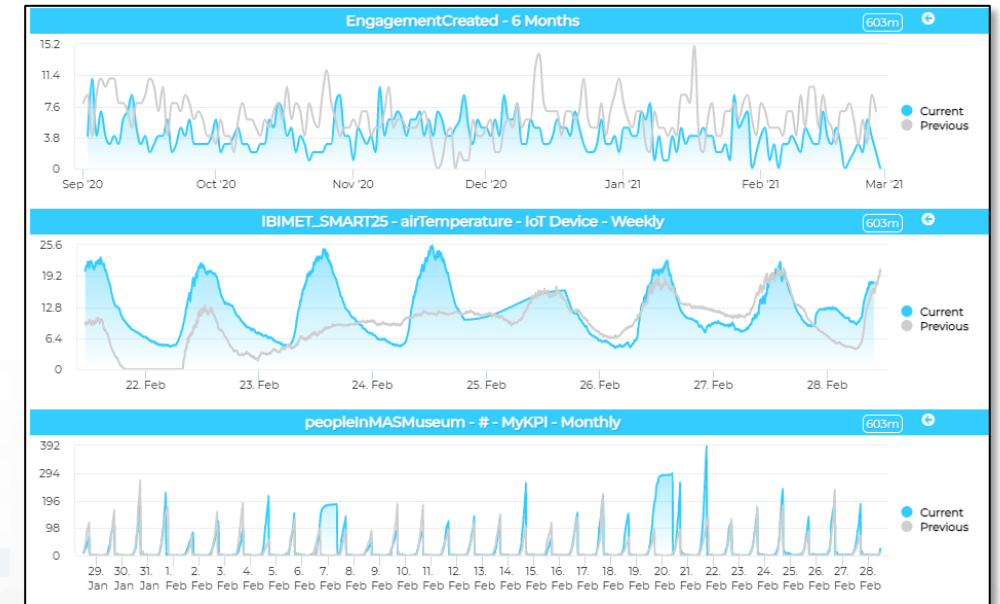 EngagementCreated - 6 Months
603m
15.2
11.4
7.6
3.8
0
Sep '20 Oct '20 Nov '20 Dec '20 Jan '21 Feb '21 Mar '21
Current
Previous
IBIMET_SMART25 - airTemperature - IoT Device - Weekly
603m
25.6
19.2
12.8
6.4
0
22. Feb 23. Feb 24. Feb 25. Feb 26. Feb 27. Feb 28. Feb
Current
Previous
peopleInMASMuseum - # - MyKPI - Monthly
603m
392
294
196
98
0
29. 30. 31. 1. 2. 3. 4. 5. 6. 7. 8. 9. 10. 11. 12. 13. 14. 15. 16. 17. 18. 19. 20. 21. 22. 23. 24. 25. 26. 27. 28.
Jan Jan Jan Feb Feb Feb Feb Feb Feb Feb Feb Feb Feb Feb Feb Feb Feb Feb Feb Feb Feb Feb Feb Feb Feb Feb Feb Feb Feb Feb Feb
Current
Previous